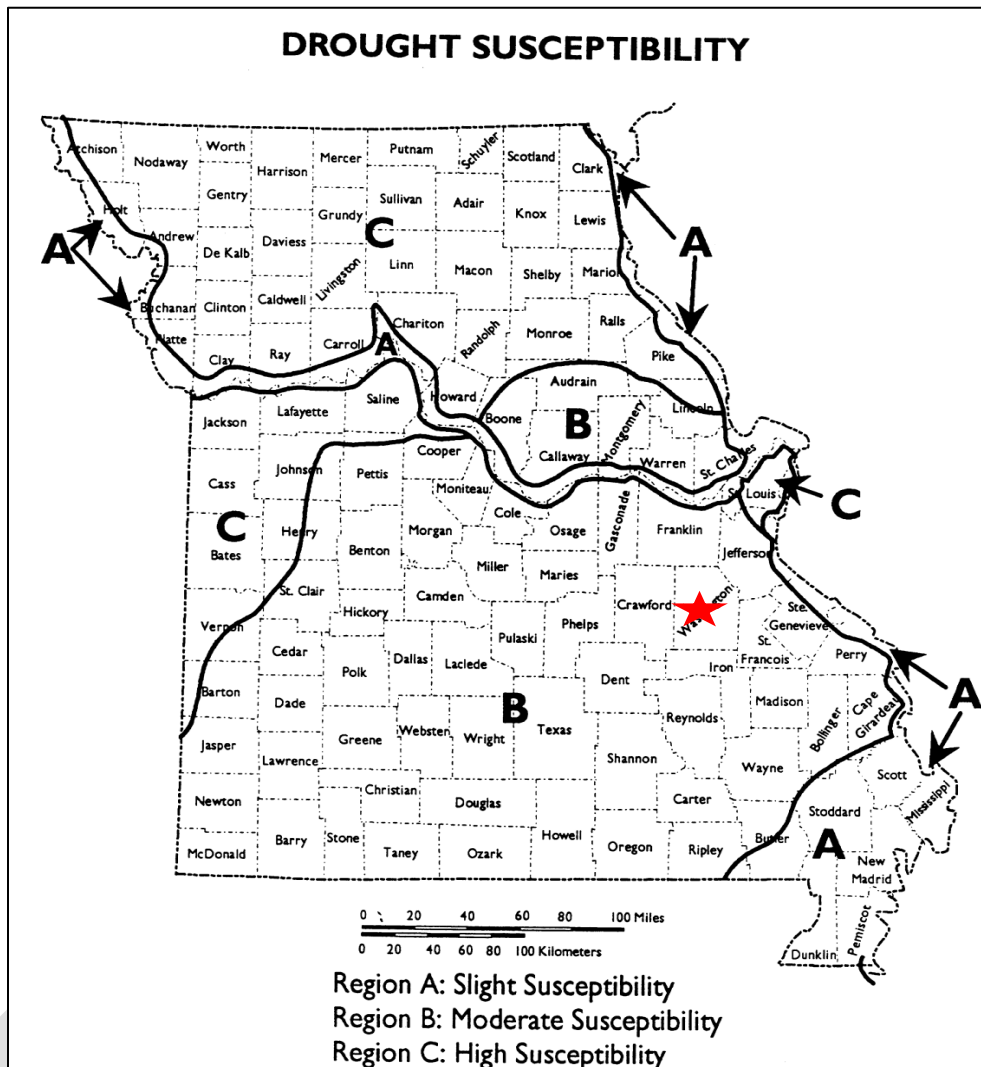 DROUGHT SUSCEPTIBILITY
Atchison
Nodaway
Worth
Harrison
Mercer
Putnam
Schuyler
Scotland
Clark
Holt
Gentry
Sullivan
Adair
Knox
Lewis
Grundy
A
Andrew
De Kalb
Daviess
C
Livingston
Linn
Macon
Shelby
Marion
A
Buchanan
Clinton
Caldwell
Chariton
Randolph
Monroe
Ralls
Platte
Clay
Ray
Carroll
A
Pike
Audrain
Saline
Howard
Boone
B
Montgomery
Lincoln
Jackson
Lafayette
Callaway
Warren
St. Charles
Cooper
Johnson
Pettis
Cass
Moniteau
Cole
Osage
Gasconade
Franklin
St. Louis
C
C
Henry
Morgan
Jefferson
Bates
Benton
Miller
Maries
St. Clair
Camden
Crawford
Hickory
Pulaski
Phelps
Ste.
Genevieve
Vernon
Cedar
Polk
Dallas
Laclede
Dent
Iron
St.
Francois
Perry
Barton
Dade
B
Texas
Reynolds
Madison
Bollinger
Cape
Girardeau
A
Jasper
Greene
Webster
Wright
Shannon
Wayne
Lawrence
Scott
Mississippi
Newton
Christian
Douglas
Carter
Stoddard
McDonald
Barry
Stone
Taney
Ozark
Howell
Oregon
Ripley
Butler
A
New
Madrid
Dunklin
Pemiscot
0 20 40 60 80 100 Miles
0 20 40 60 80 100 Kilometers
Region A: Slight Susceptibility
Region B: Moderate Susceptibility
Region C: High Susceptibility